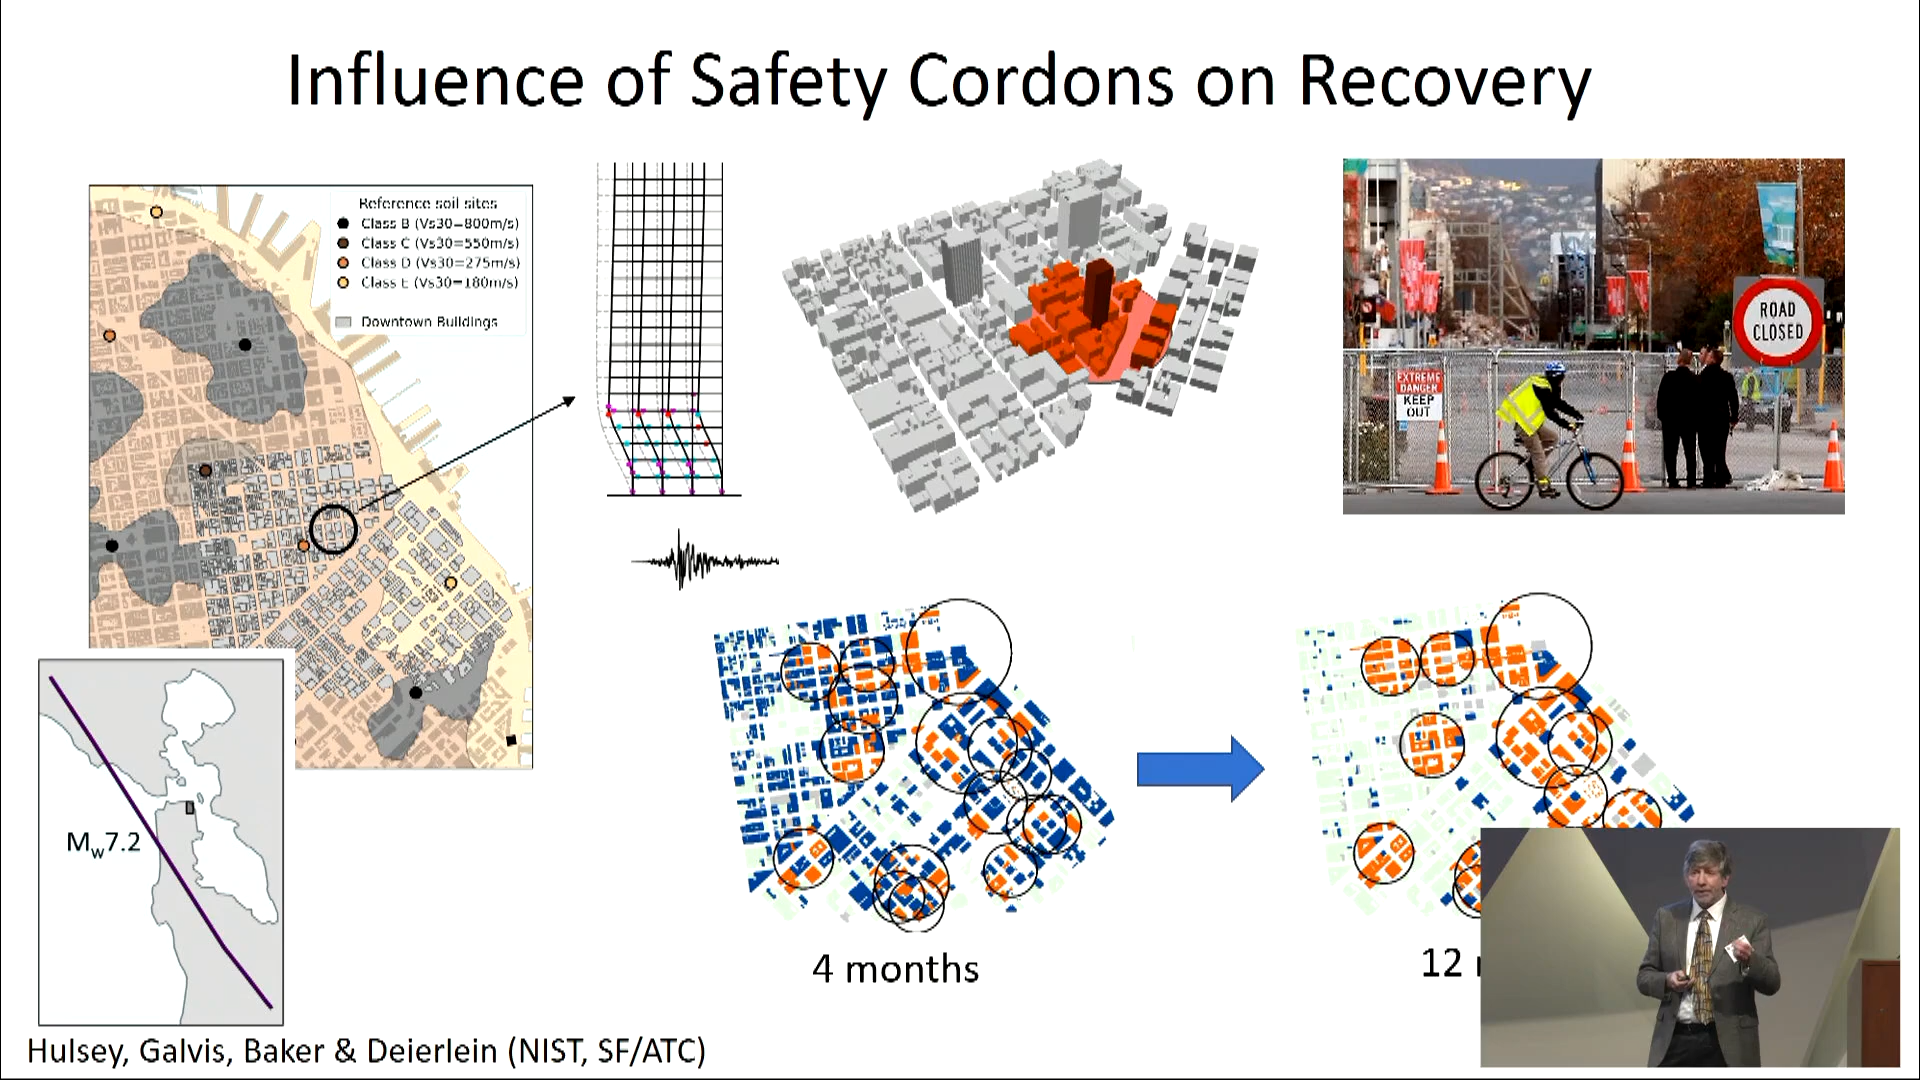 Influence of Safety Cordons on Recovery
Reference soil sites
Class B (Vs30=800m/s)
Class C (Vs30=550m/s)
Class D (Vs30=275m/s)
Class E (Vs30=180m/s)
Downtown Buildings
ROAD
CLOSED
EXTREME
DANGER
KEEP
OUT
Mw7.2
4 months
12
Hulsey, Galvis, Baker & Deierlein (NIST, SF/ATC)